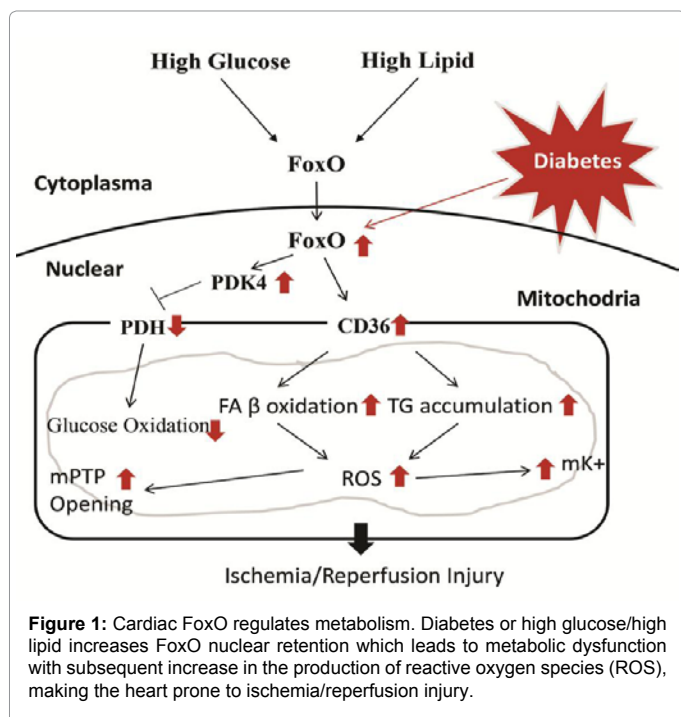 High Glucose
High Lipid
FoxO
Diabetes
Cytoplasma
FoxO
Nuclear
PDK4
Mitochodria
PDH
CD36
FA β oxidation
TG accumulation
Glucose Oxidation
mPTP
Opening
ROS
mK+
Ischemia/Reperfusion Injury
Figure 1: Cardiac FoxO regulates metabolism. Diabetes or high glucose/high
lipid increases FoxO nuclear retention which leads to metabolic dysfunction
with subsequent increase in the production of reactive oxygen species (ROS),
making the heart prone to ischemia/reperfusion injury.